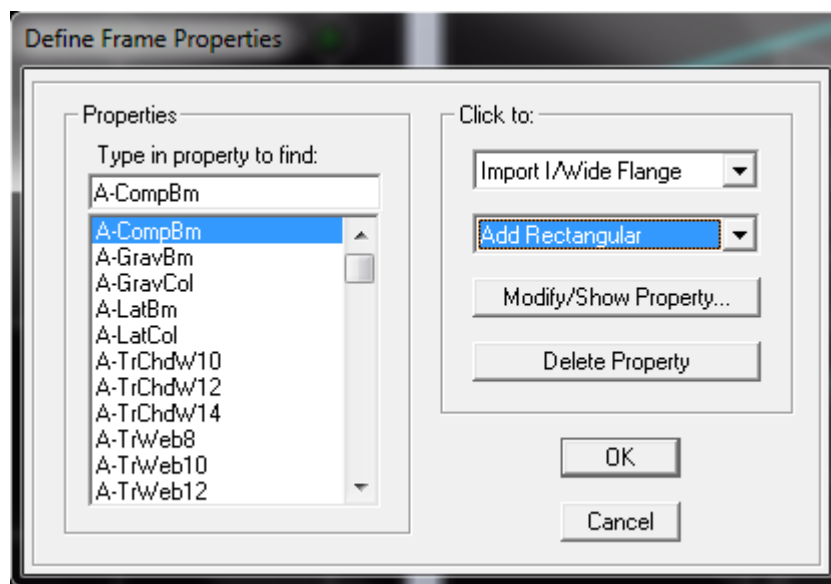 Define Frame Properties
Properties
Type in property to find:
A-CompBm
A-CompBm
A-GravBm
A-GravCol
A-LatBm
A-LatCol
A-TrChdW10
A-TrChdW12
A-TrChdW14
A-TrWeb8
A-TrWeb10
A-TrWeb12
Click to:
Import I/Wide Flange
Add Rectangular
Modify/Show Property...
Delete Property
OK
Cancel